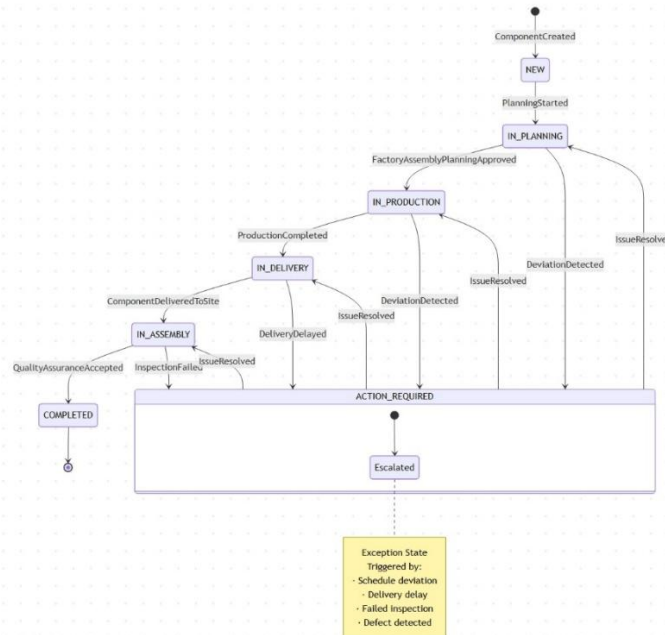 ComponentCreated
NEW
PlanningStarted
IN_PLANNING
FactoryAssemblyPlanningApproved
IN_PRODUCTION
ProductionCompleted
IssueResolved
IN_DELIVERY
DeviationDetected
ComponentDeliveredToSite
DeviationDetected
IssueResolved
IssueResolved
IN_ASSEMBLY
DeliveryDelayed
QualityAssuranceAccepted
InspectionFailed
IssueResolved
ACTION_REQUIRED
COMPLETED
Escalated
Exception State
Triggered by:
· Schedule deviation
- Delivery delay
· Failed inspection
· Defect detected